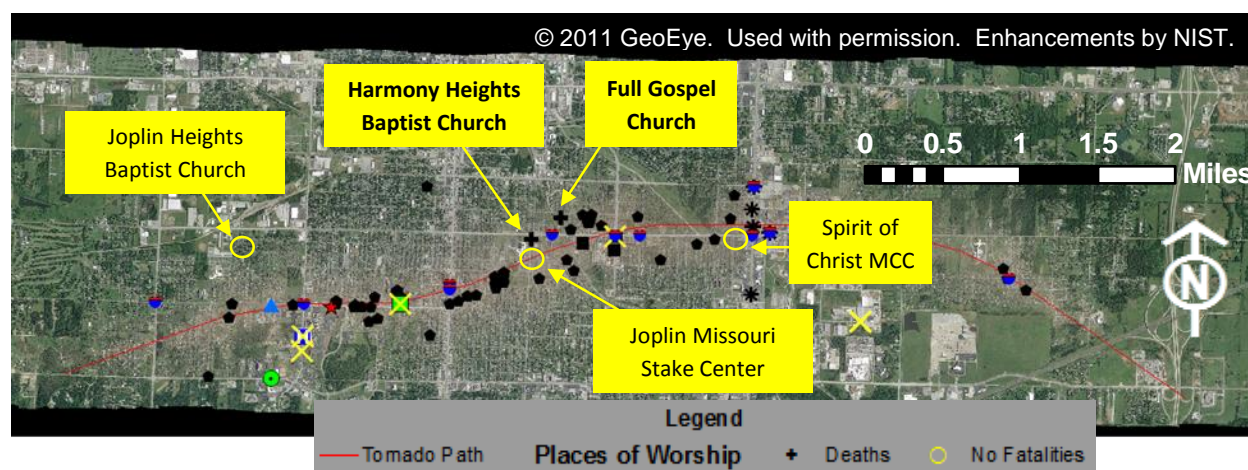 © 2011 GeoEye. Used with permission. Enhancements by NIST.
Harmony Heights
Baptist Church
Full Gospel
Church
Joplin Heights
Baptist Church
0 0.5 1 1.5 2
Miles
Spirit of
Christ MCC
N
Joplin Missouri
Stake Center
Legend
Tornado Path Places of Worship Deaths No Fatalities